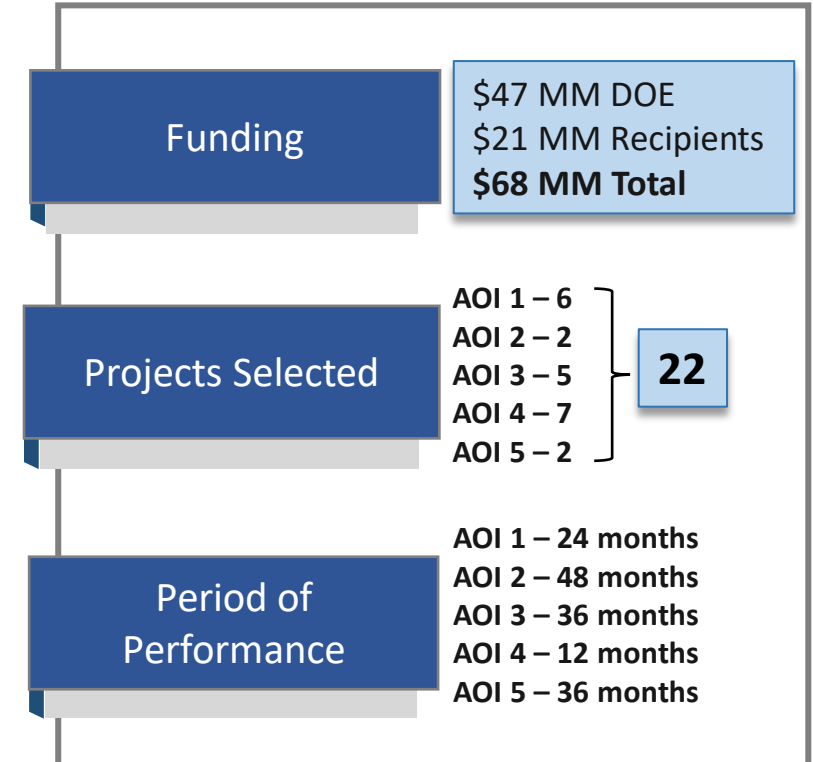 Funding
$47 MM DOE
$21 MM Recipients
$68 MM Total
Projects Selected
AOI 1 – 6
AOI 2 – 2
AOI 3 – 5
AOI 4 – 7
AOI 5 – 2
22
Period of
Performance
AOI 1 – 24 months
AOI 2 – 48 months
AOI 3 – 36 months
AOI 4 – 12 months
AOI 5 – 36 months